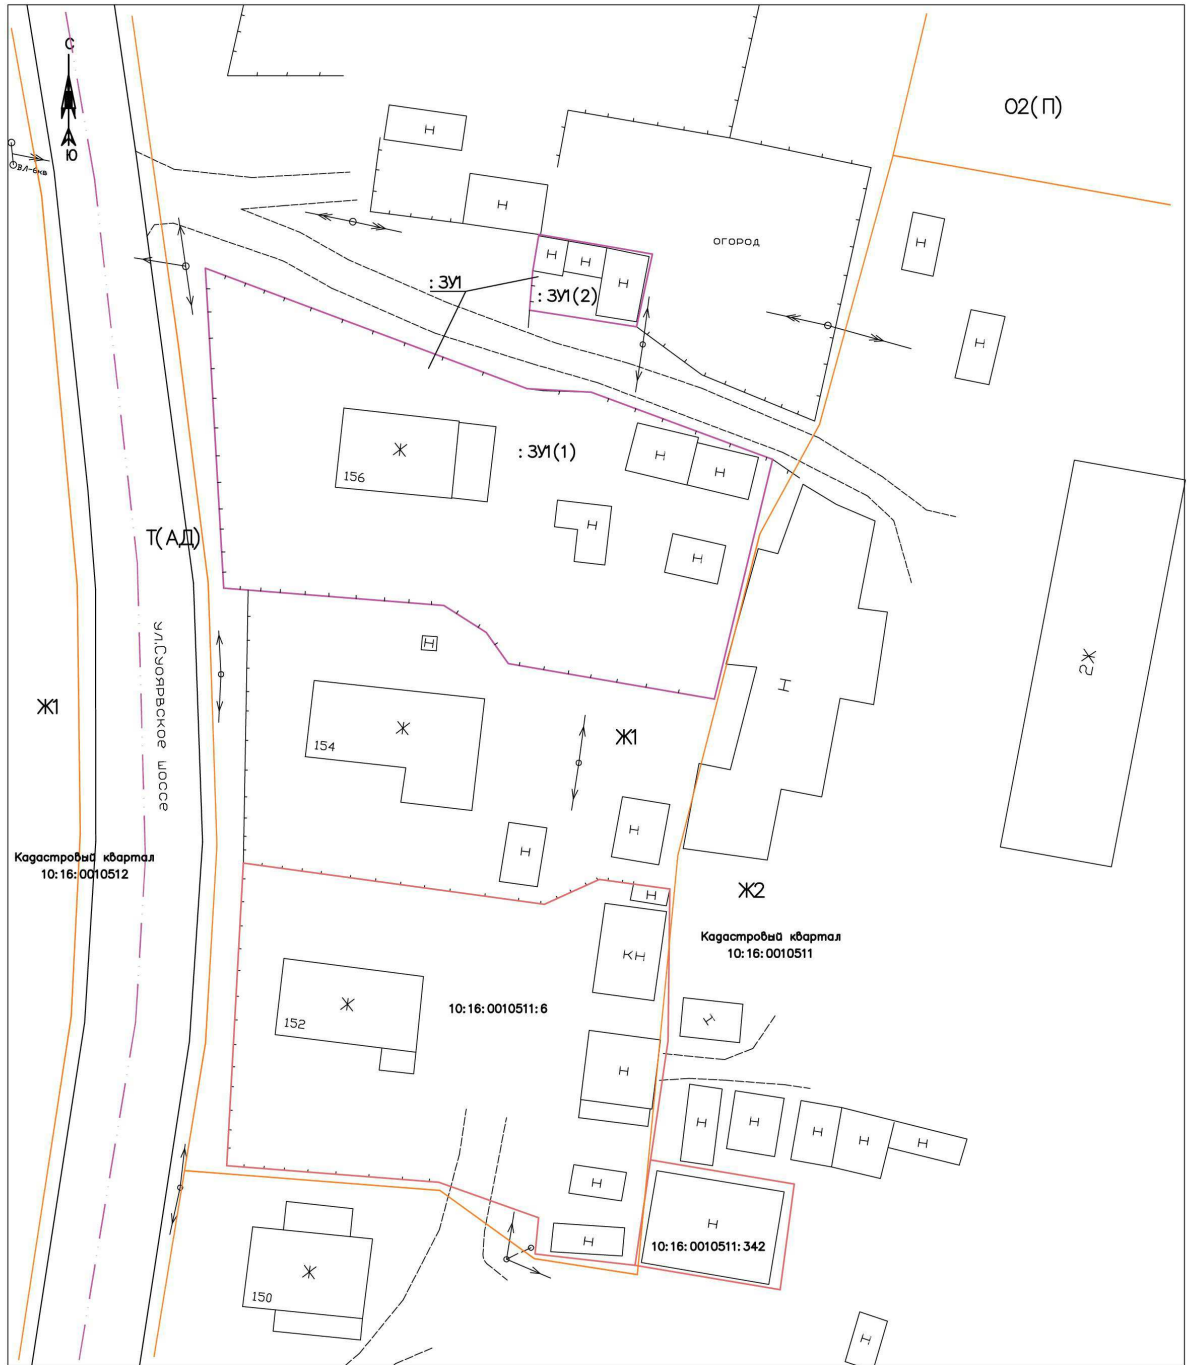 С
Ю
ВЛ-6кв
О2(П)
Н
Н
Н
ОГОРОД
Н
Н
Н
:ЗУ1
:ЗУ1(2)
Н
Ж
156
:ЗУ1(1)
Н
Н
Н
Н
Т(АД)
ул.Суоярвское шоссе
Н
Ж1
Ж
154
Ж1
Н
2Ж
Н
Н
Кадастровый квартал
10:16:0010512
Ж2
Н
Кадастровый квартал
10:16:0010511
КН
Ж
152
10:16:0010511:6
Н
Н
Н
Н
Н
Н
Н
Н
Н
Н
10:16:0010511:342
Ж
150
Н